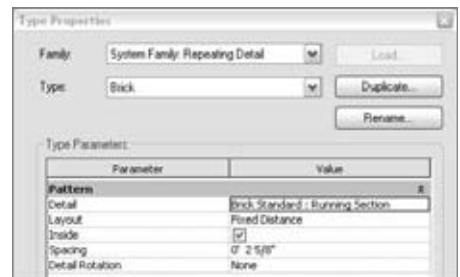 Type Properties
Family: System Family: Repeating Detail Load...
Type: Brick Duplicate...
Rename...
Type Parameters:
Parameter Value
Pattern
Detail Brick Standard : Running Section
Layout Fixed Distance
Inside
Spacing 0' 2 5/8"
Detail Rotation None